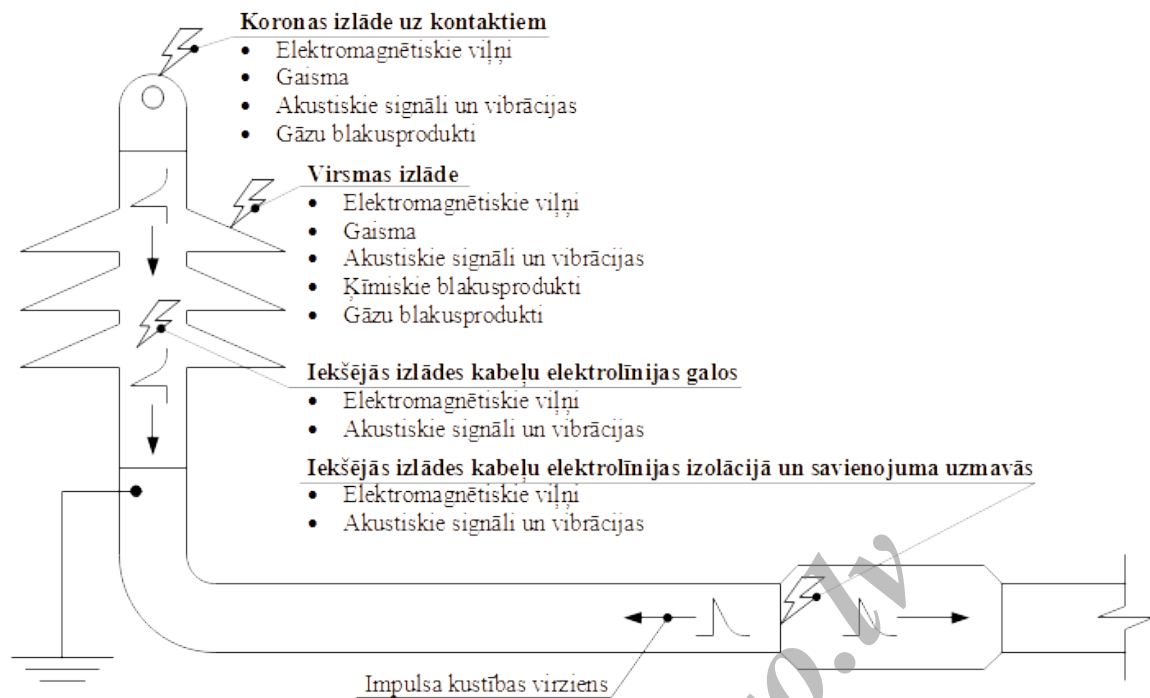 Koronas izlāde uz kontaktiem
• Elektromagnētiskie viļņi
• Gaisma
• Akustiskie signāli un vibrācijas
• Gāzu blakusprodukti
Virsmas izlāde
• Elektromagnētiskie viļņi
• Gaisma
• Akustiskie signāli un vibrācijas
• Ķīmiskie blakusprodukti
• Gāzu blakusprodukti
Iekšējās izlādes kabeļu elektrolīnijas galos
• Elektromagnētiskie viļņi
• Akustiskie signāli un vibrācijas
Iekšējās izlādes kabeļu elektrolīnijas izolācijā un savienojuma uzmavās
• Elektromagnētiskie viļņi
• Akustiskie signāli un vibrācijas
Impulsa kustības virziens
o.lv